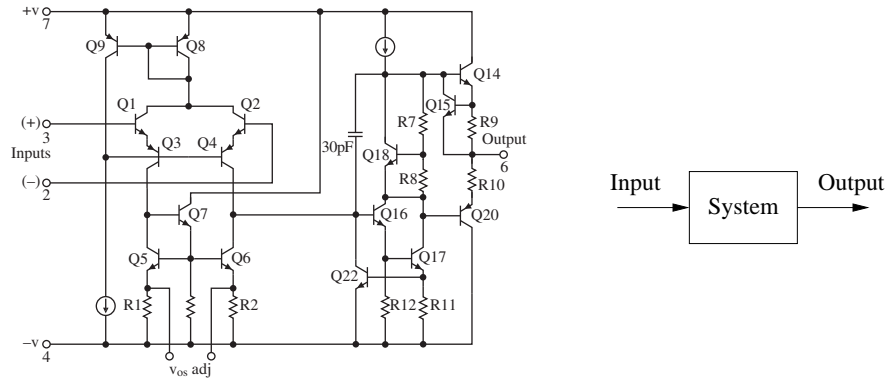 +v
7
Q9
Q8
Q14
Q1
Q2
Q15
(+)
3
Q3
Q4
R7
R9
Output
6
Inputs
30pF
Q18
R8
R10
(−)
2
Q7
Q16
Q20
Q5
Q6
Q22
Q17
R1
R2
R12
R11
−v
4
vos adj
Input
System
Output